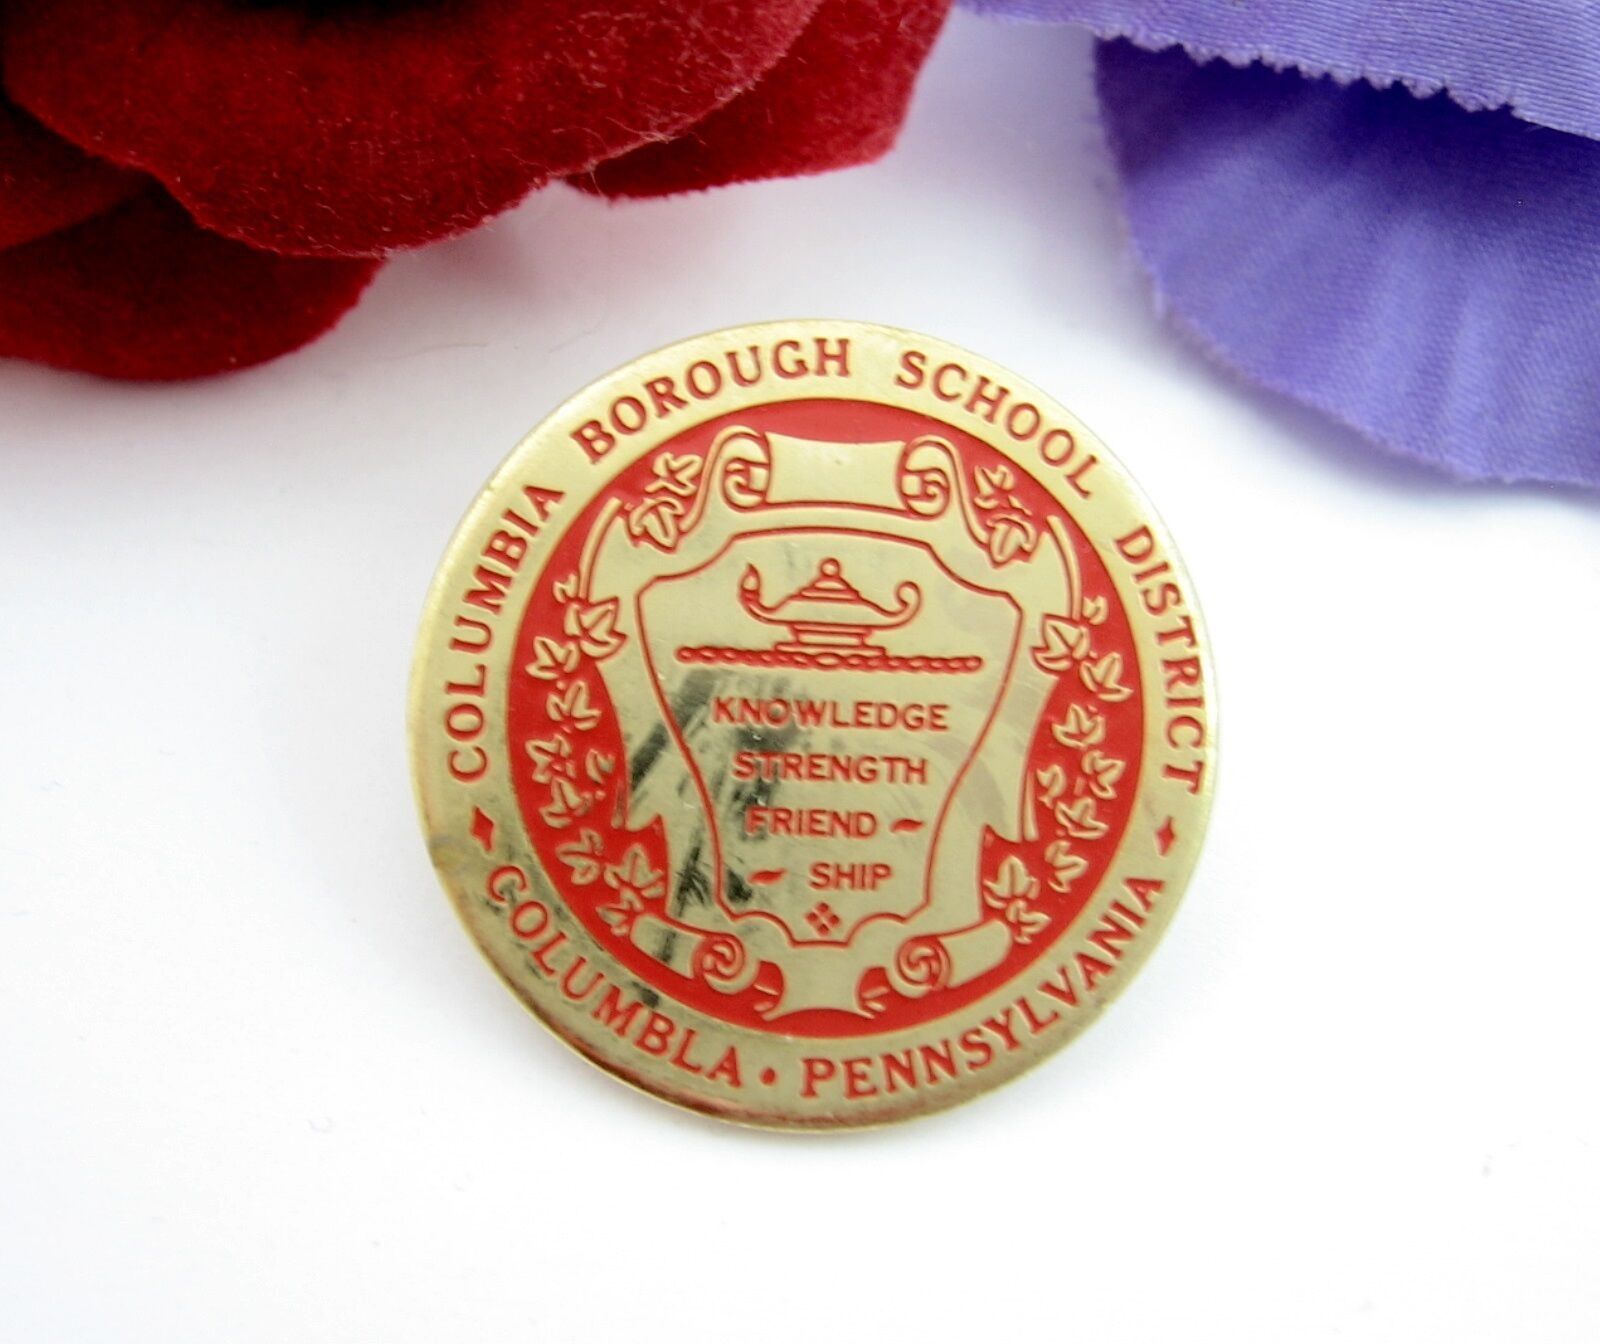 COLUMBIA BOROUGH SCHOOL DISTRICT
KNOWLEDGE
STRENGTH
FRIEND
SHIP
COLUMBLA • PENNSYLVANIA